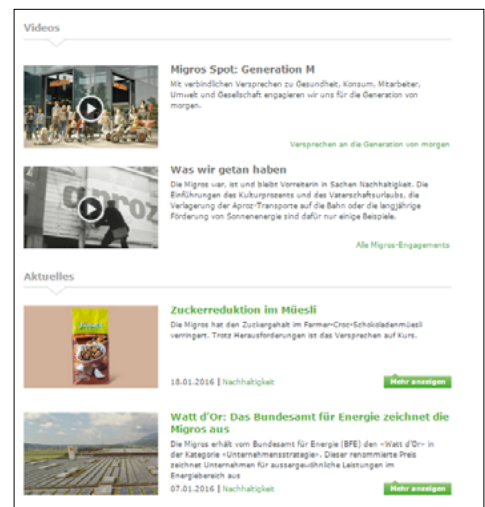 Videos
Migros Spot: Generation M
Mit verbindlichen Versprechen zu Gesundheit, Konsum, Mitarbeiter,
Umwelt und Gesellschaft engagieren wir uns für die Generation von
morgen.
Versprechen an die Generation von morgen
Was wir getan haben
Die Migros war, ist und bleibt Vorreiterin in Sachen Nachhaltigkeit. Die
Einführungen des Kulturprozents und des Vaterschaftsurlaubs, die
Verlagerung der Aproz-Transporte auf die Bahn oder die langjährige
Förderung von Sonnenenergie sind dafür nur einige Beispiele.
Alle Migros-Engagements
Aktuelles
Zuckerreduktion im Müesli
Die Migros hat den Zuckergehalt im Farmer-Croc-Schokoladenmüesli
verringert. Trotz Herausforderungen ist das Versprechen auf Kurs.
18.01.2016 | Nachhaltigkeit
Mehr anzeigen
Watt d'Or: Das Bundesamt für Energie zeichnet die
Migros aus
Die Migros erhält vom Bundesamt für Energie (BFE) den «Watt d'Or» in
der Kategorie «Unternehmensstrategie». Dieser renommierte Preis
zeichnet Unternehmen für aussergewöhnliche Leistungen im
Energiebereich aus
07.01.2016 | Nachhaltigkeit
Mehr anzeigen